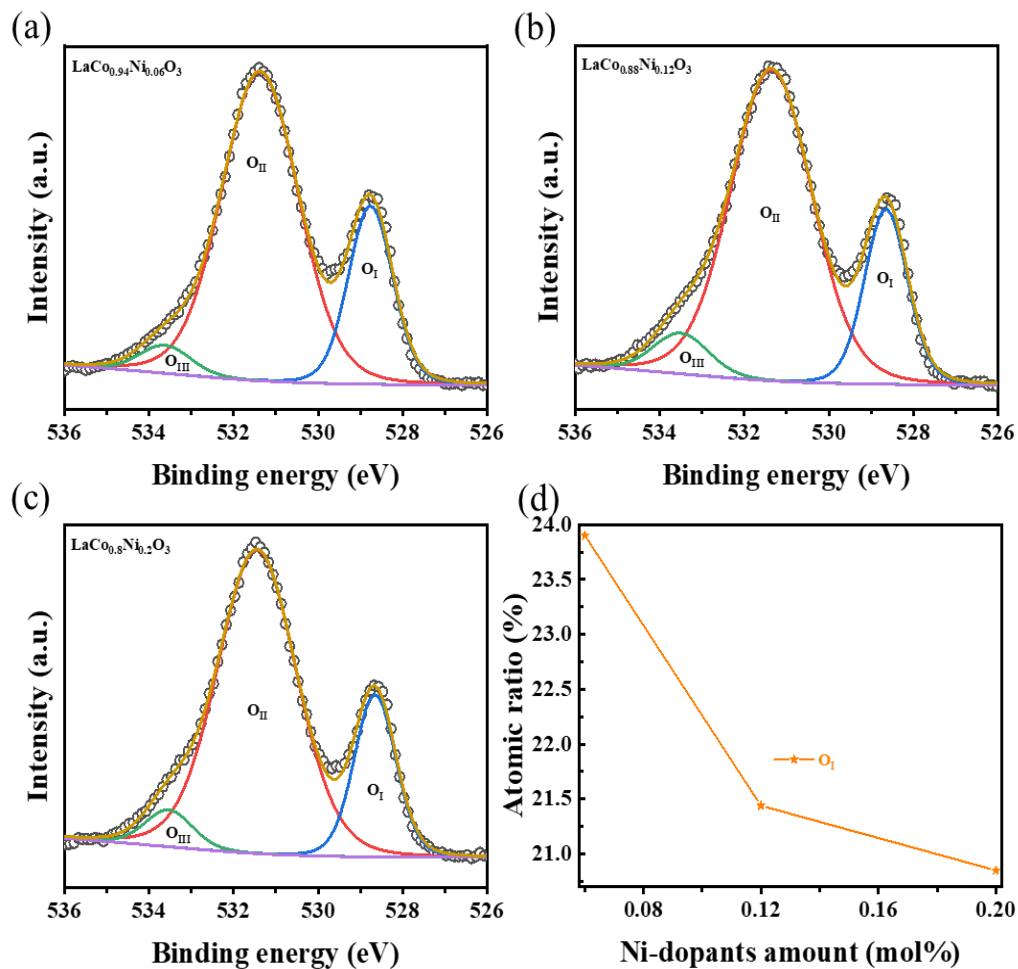 (a)
LaCo0.94Ni0.06O3
OII
OI
OIII
Intensity (a.u.)
536 534 532 530 528 526
Binding energy (eV)
(b)
LaCo0.88Ni0.12O3
OII
OI
OIII
Intensity (a.u.)
536 534 532 530 528 526
Binding energy (eV)
(c)
LaCo0.8Ni0.2O3
OII
OI
OIII
Intensity (a.u.)
536 534 532 530 528 526
Binding energy (eV)
(d)
24.0
23.5
23.0
22.5
22.0
21.5
21.0
Atomic ratio (%)
OI
0.08 0.12 0.16 0.20
Ni-dopants amount (mol%)